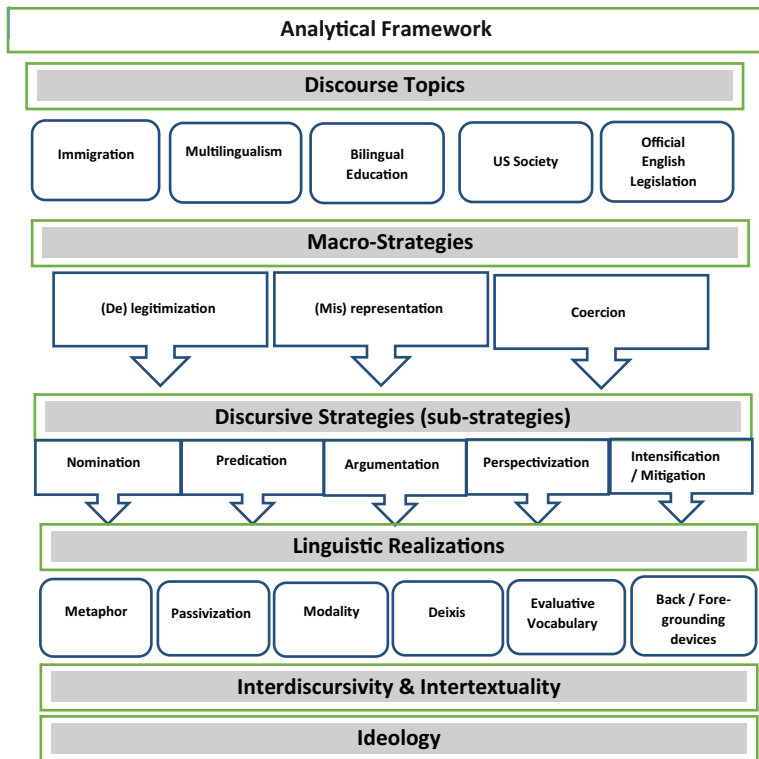 Analytical Framework
Discourse Topics
Immigration
Multilingualism
Bilingual
Education
US Society
Official
English
Legislation
Macro-Strategies
(De) legitimization
(Mis) representation
Coercion
Discursive Strategies (sub-strategies)
Nomination
Predication
Argumentation
Perspectivization
Intensification
/ Mitigation
Linguistic Realizations
Metaphor
Passivization
Modality
Deixis
Evaluative
Vocabulary
Back / Fore-
grounding
devices
Interdiscursivity & Intertextuality
Ideology